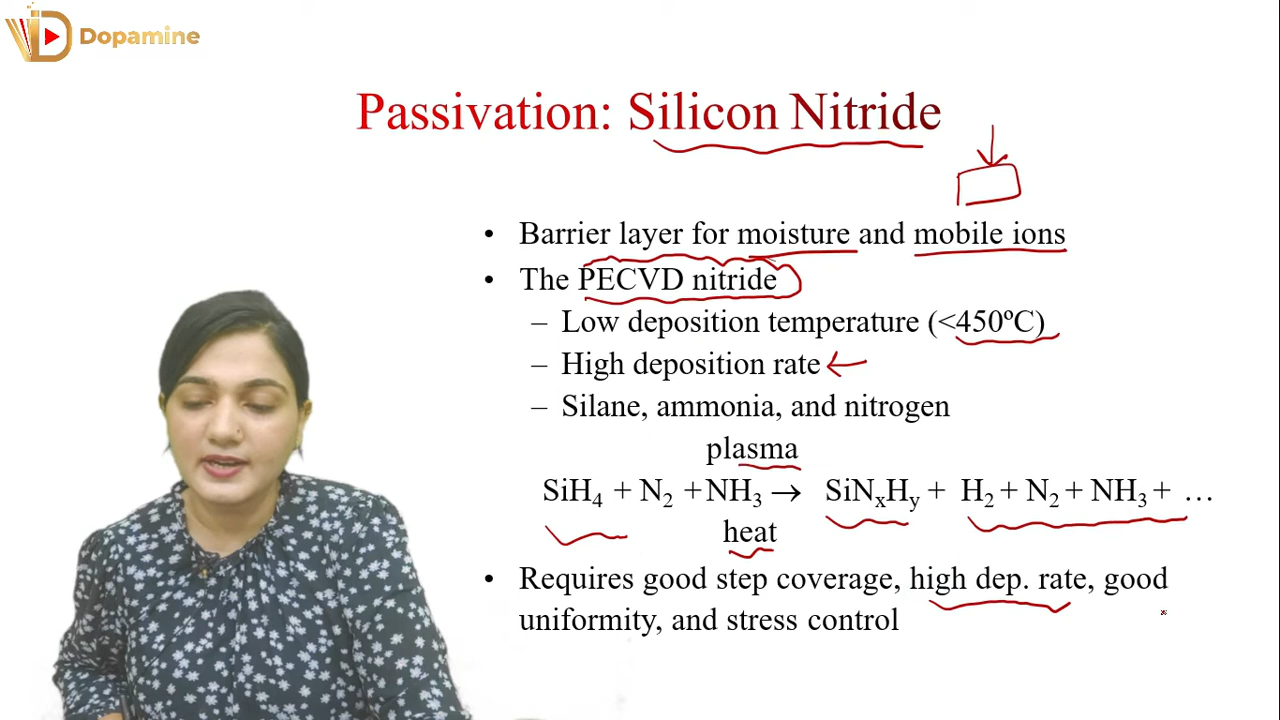 Dopamine
Passivation: Silicon Nitride
• Barrier layer for moisture and mobile ions
• The PECVD nitride
– Low deposition temperature (<450ºC)
– High deposition rate
– Silane, ammonia, and nitrogen
plasma
SiH₄ + N₂ + NH₃ → SiNₓHᵧ + H₂ + N₂ + NH₃ + …
heat
• Requires good step coverage, high dep. rate, good
uniformity, and stress control